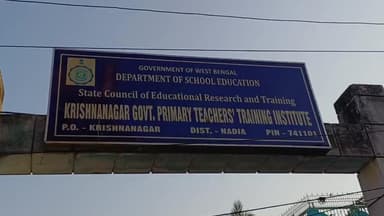 GOVERNMENT OF WEST BENGAL
DEPARTMENT OF SCHOOL EDUCATION
State Council of Educational Research and Training
KRISHNANAGAR GOVT. PRIMARY TEACHERS' TRAINING INSTITUTE
P.O. - KRISHNANAGAR DIST. - NADIA PIN - 741101